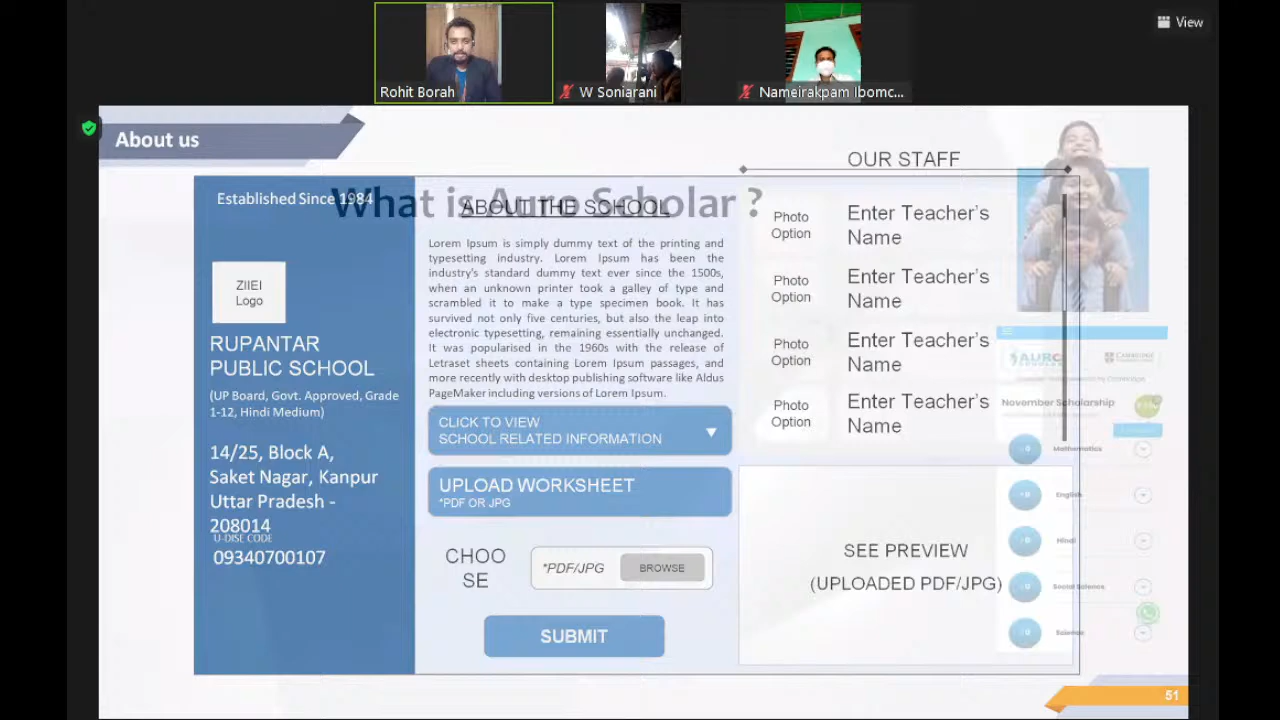 View
Rohit Borah
W Soniarani
Nameirakpam Ibomc...
About us
What is Auro Scholar ?
Established Since 1984
ZIIEI
Logo
RUPANTAR
PUBLIC SCHOOL
(UP Board, Govt. Approved, Grade
1-12, Hindi Medium)
14/25, Block A,
Saket Nagar, Kanpur
Uttar Pradesh -
208014
U-DISE CODE
09340700107
ABOUT THE SCHOOL
Lorem Ipsum is simply dummy text of the printing and
typesetting industry. Lorem Ipsum has been the
industry's standard dummy text ever since the 1500s,
when an unknown printer took a galley of type and
scrambled it to make a type specimen book. It has
survived not only five centuries, but also the leap into
electronic typesetting, remaining essentially unchanged.
It was popularised in the 1960s with the release of
Letraset sheets containing Lorem Ipsum passages, and
more recently with desktop publishing software like Aldus
PageMaker including versions of Lorem Ipsum.
CLICK TO VIEW
SCHOOL RELATED INFORMATION
UPLOAD WORKSHEET
*PDF OR JPG
CHOO
SE
*PDF/JPG
BROWSE
SUBMIT
OUR STAFF
Photo
Option
Enter Teacher's
Name
Photo
Option
Enter Teacher's
Name
Photo
Option
Enter Teacher's
Name
Photo
Option
Enter Teacher's
Name
SEE PREVIEW
(UPLOADED PDF/JPG)
AURO
CAMBRIDGE
by Cambridge
November Scholarship
Mathematics
English
Hindi
Social Science
Science
51